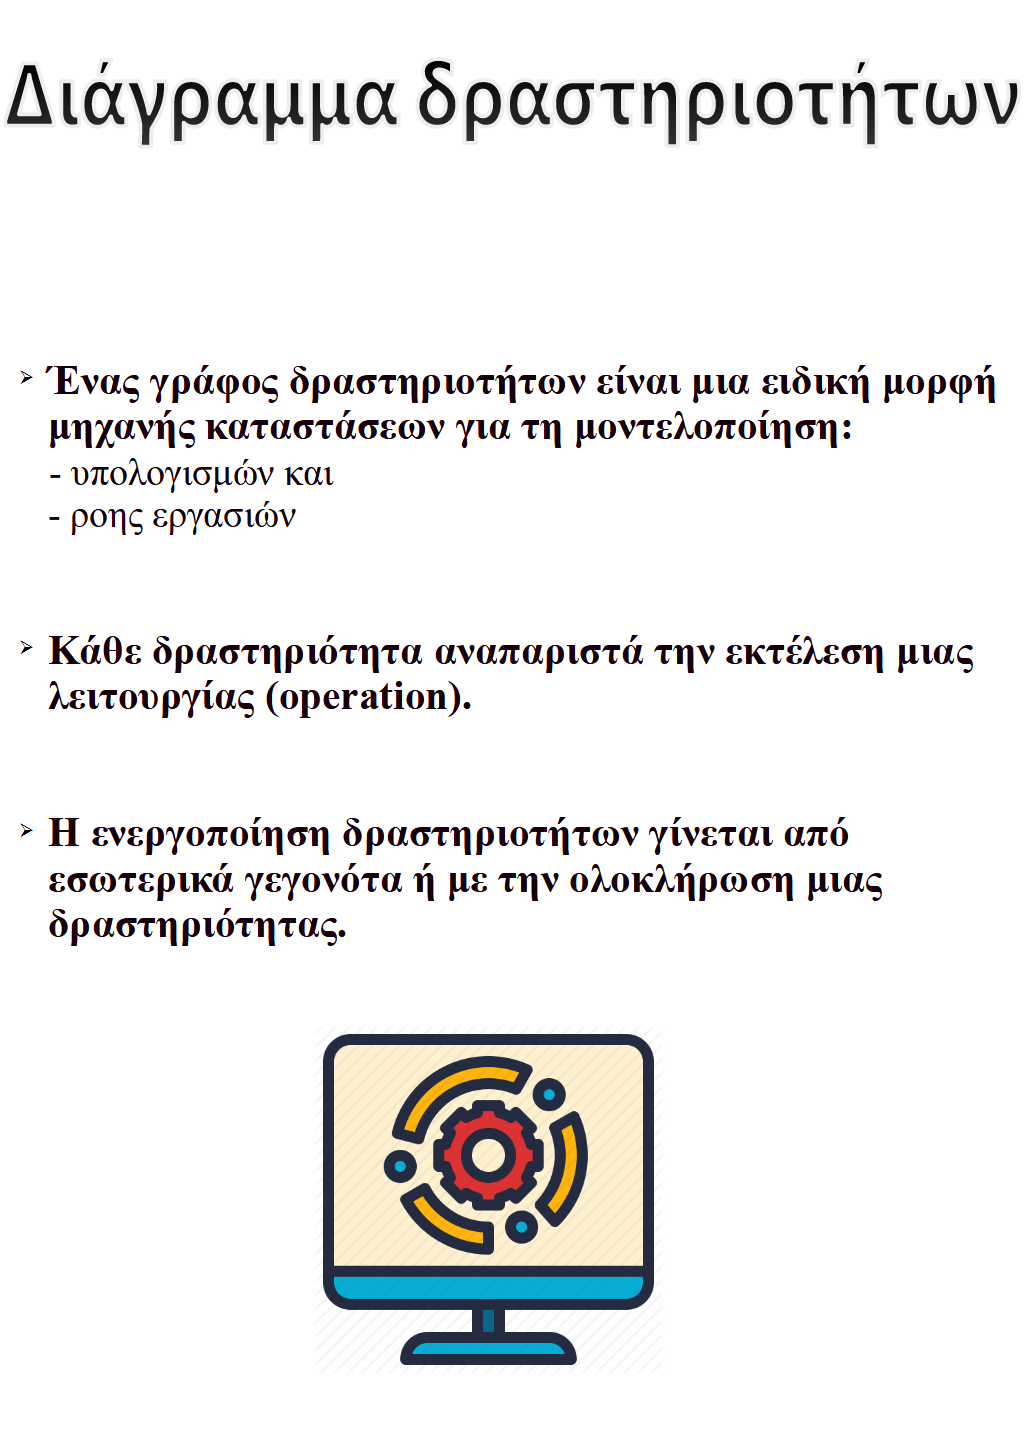 Διάγραμμα δραστηριοτήτων
➢ Ένας γράφος δραστηριοτήτων είναι μια ειδική μορφή
μηχανής καταστάσεων για τη μοντελοποίηση:
- υπολογισμών και
- ροης εργασιών
➢ Κάθε δραστηριότητα αναπαριστά την εκτέλεση μιας
λειτουργίας (operation).
➢ Η ενεργοποίηση δραστηριοτήτων γίνεται από
εσωτερικά γεγονότα ή με την ολοκλήρωση μιας
δραστηριότητας.